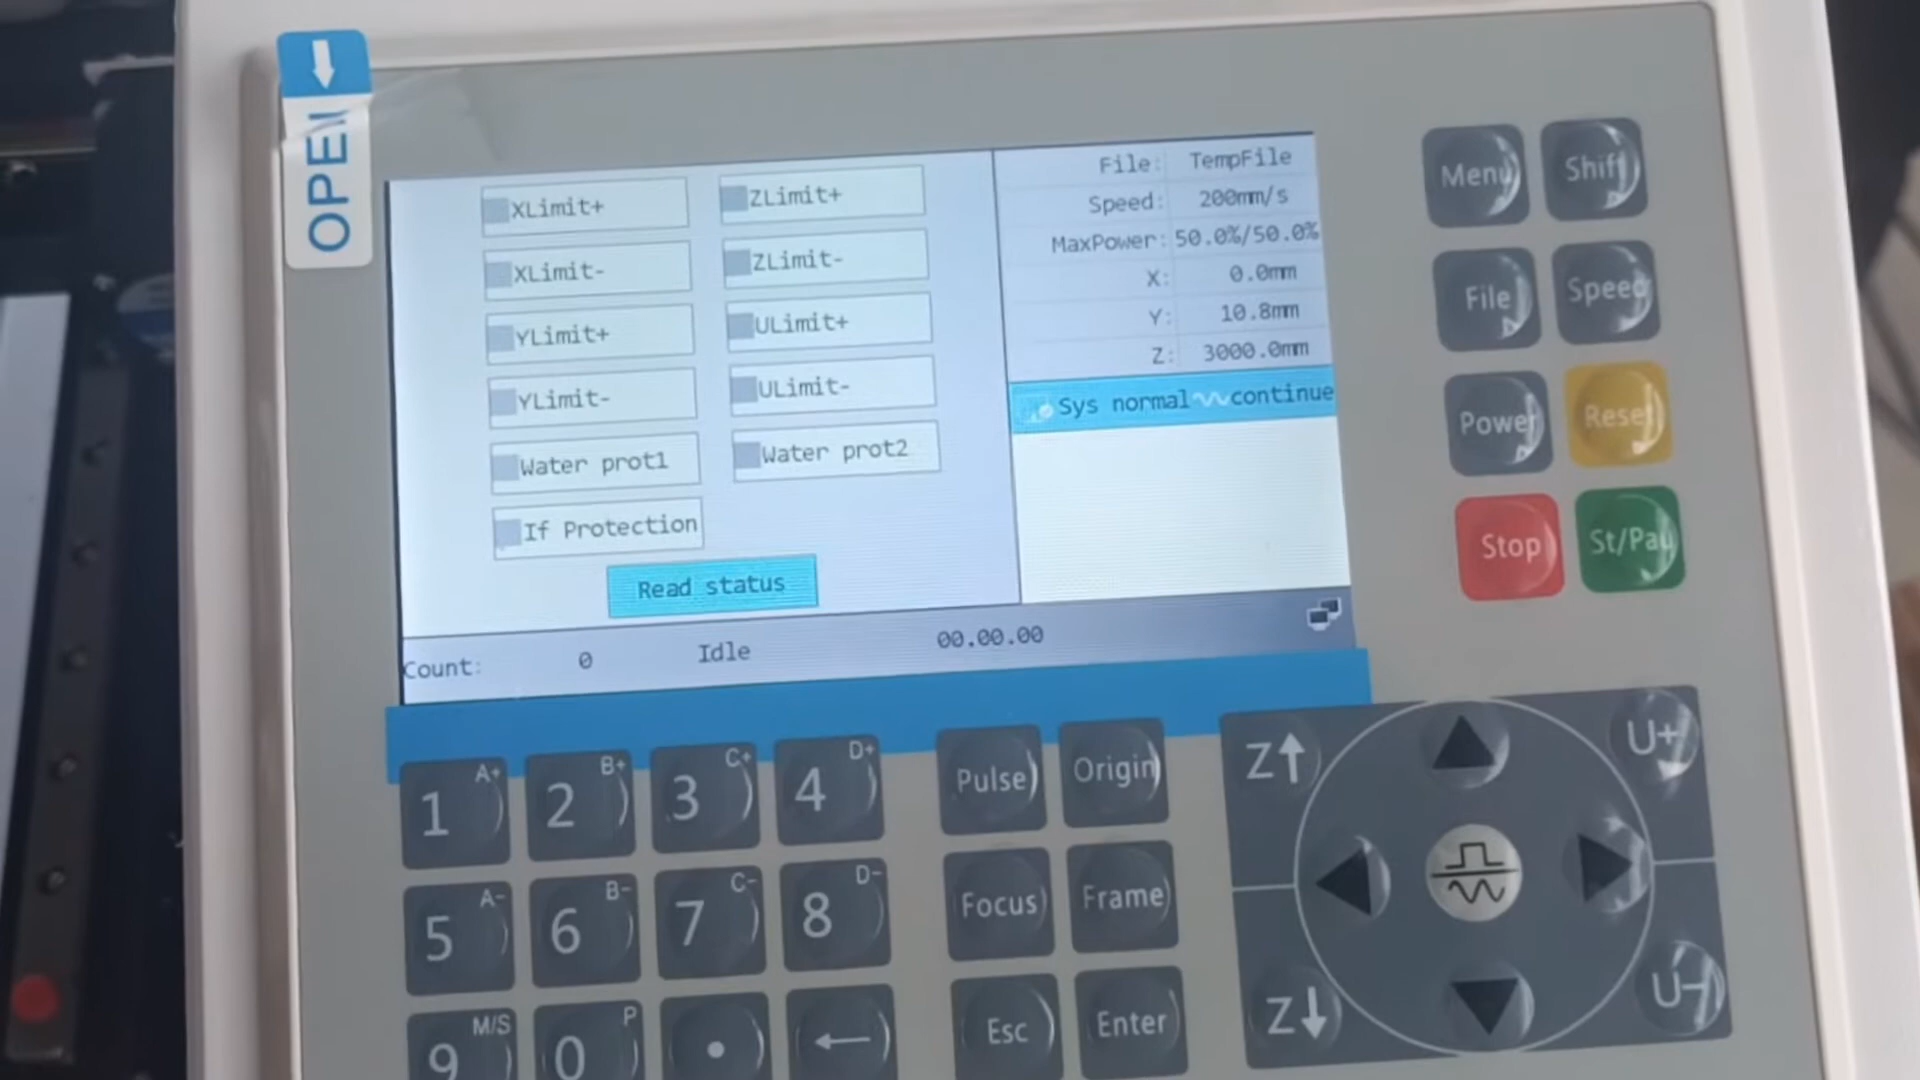 OPEN
XLimit+ ZLimit+
XLimit- ZLimit-
YLimit+ ULimit+
YLimit- ULimit-
Water prot1 Water prot2
If Protection
Read status
File: TempFile
Speed: 200mm/s
MaxPower: 50.0%/50.0%
X: 0.0mm
Y: 10.8mm
Z: 3000.0mm
Sys normal continue
Count: 0 Idle 00.00.00
Menu Shift
File Speed
Power Reset
Stop St/Pau
1 A+ 2 B+ 3 C+ 4 D+ Pulse Origin
5 A- 6 B- 7 C- 8 D- Focus Frame
9 M/S 0 P . ← Esc Enter
Z↑ U+
Z↓ U-